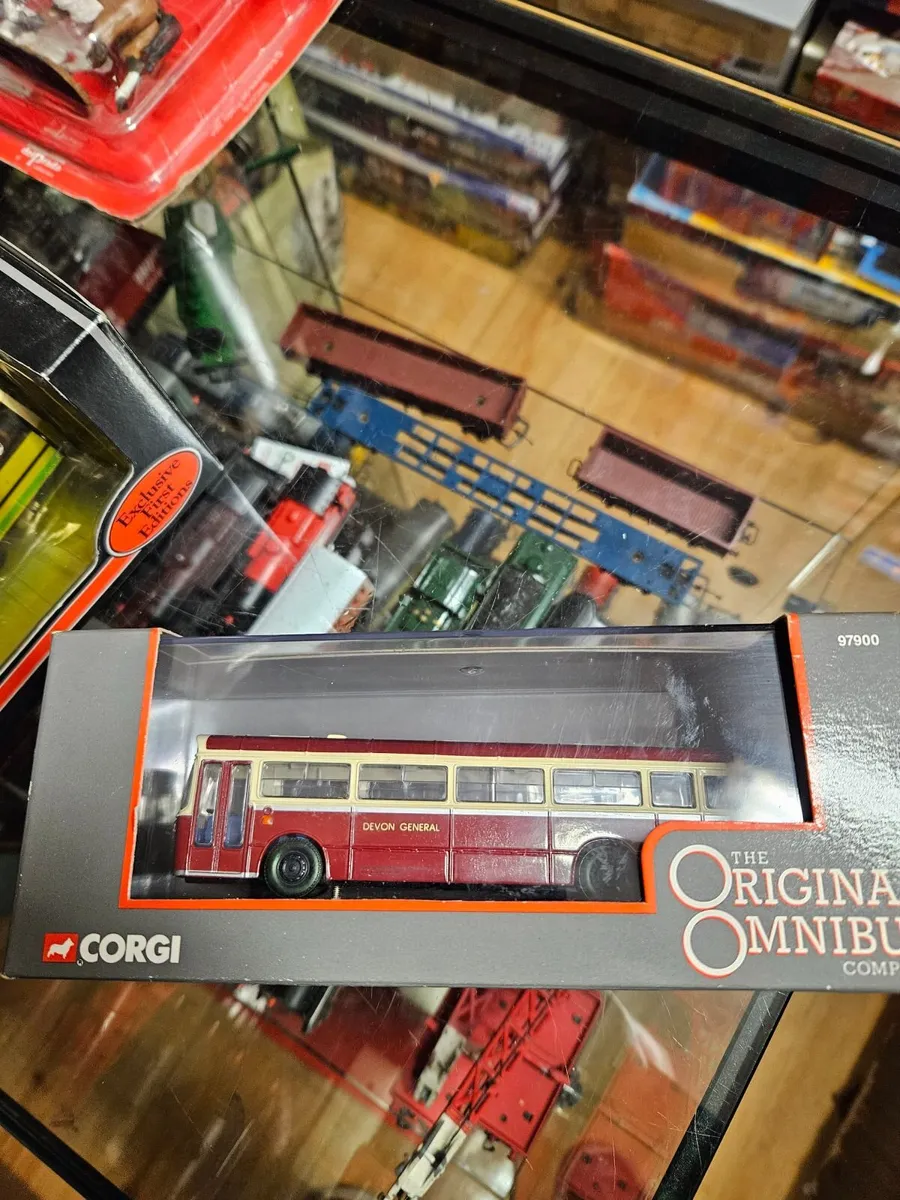 Exclusive
First
Editions
97900
DEVON GENERAL
CORGI
THE
ORIGINA
OMNIBU
COMP